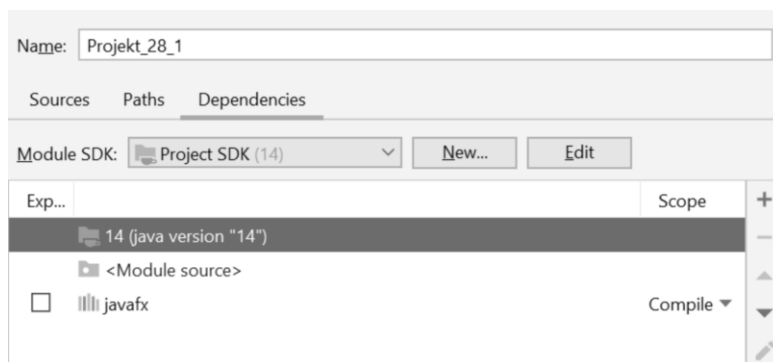 Name: Projekt_28_1
Sources Paths Dependencies
Module SDK: Project SDK (14) New... Edit
Exp... Scope
14 (java version "14")
<Module source>
javafx Compile